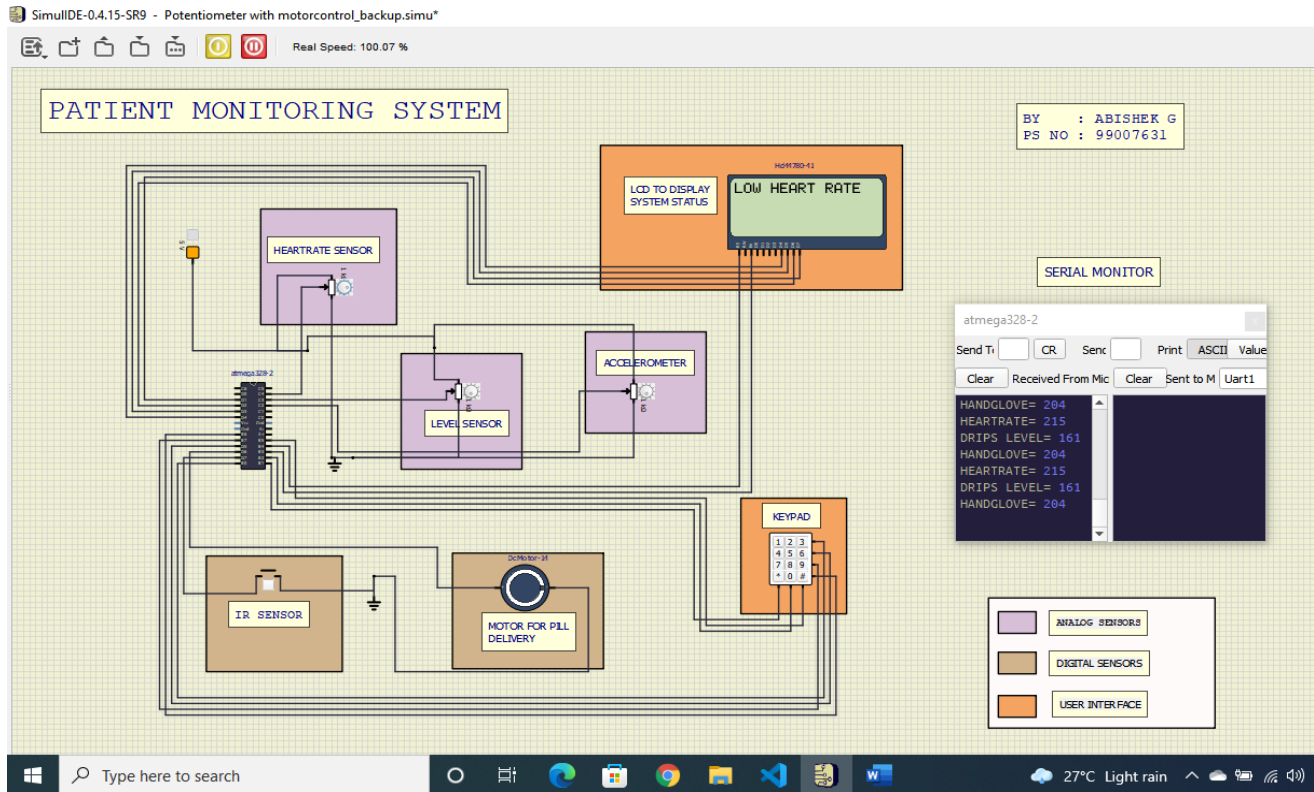 SimulIDE-0.4.15-SR9 - Potentiometer with motorcontrol_backup.simu*
Real Speed: 100.07 %
PATIENT MONITORING SYSTEM
BY : ABISHEK G
PS NO : 99007631
Hd44780-41
LCD TO DISPLAY
SYSTEM STATUS
LOW HEART RATE
HEARTRATE SENSOR
5 V
SERIAL MONITOR
atmega328-2
Send T
CR
Send
Print
ASCII
Value
Clear
Received From Mic
Clear
Sent to M
Uart1
HANDGLOVE= 204
HEARTRATE= 215
DRIPS LEVEL= 161
HANDGLOVE= 204
HEARTRATE= 215
DRIPS LEVEL= 161
HANDGLOVE= 204
ACCELEROMETER
atmega328-2
LEVEL SENSOR
KEYPAD
1 2 3
4 5 6
7 8 9
* 0 #
DcMotor-14
IR SENSOR
MOTOR FOR PILL
DELIVERY
ANALOG SENSORS
DIGITAL SENSORS
USER INTERFACE
Type here to search
27°C Light rain